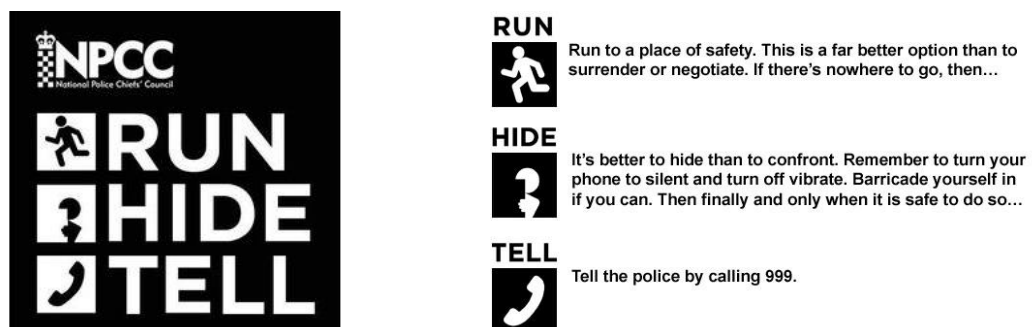 NPCC
National Police Chiefs' Council
RUN
HIDE
TELL
RUN
Run to a place of safety. This is a far better option than to
surrender or negotiate. If there's nowhere to go, then…
HIDE
It's better to hide than to confront. Remember to turn your
phone to silent and turn off vibrate. Barricade yourself in
if you can. Then finally and only when it is safe to do so…
TELL
Tell the police by calling 999.